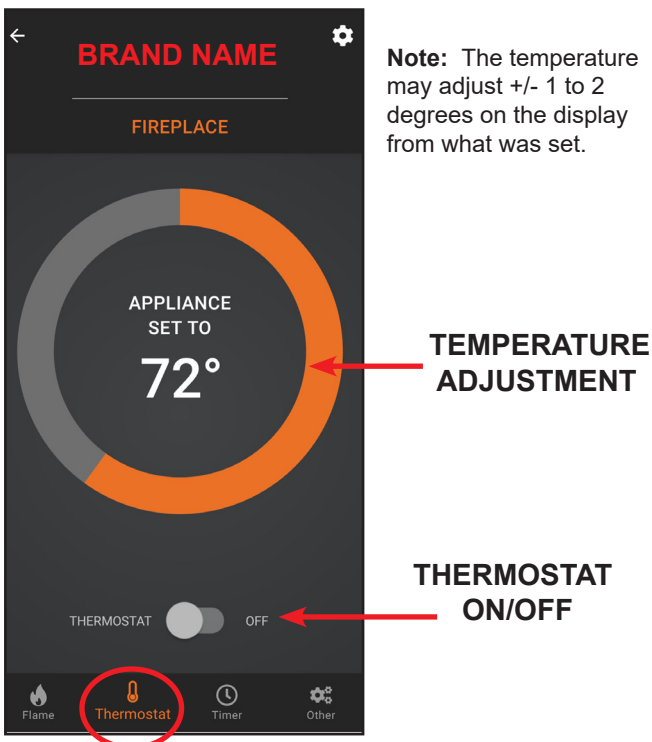 BRAND NAME
FIREPLACE
Note: The temperature
may adjust +/- 1 to 2
degrees on the display
from what was set.
APPLIANCE
SET TO
72°
TEMPERATURE
ADJUSTMENT
THERMOSTAT OFF
THERMOSTAT
ON/OFF
Flame Thermostat Timer Other